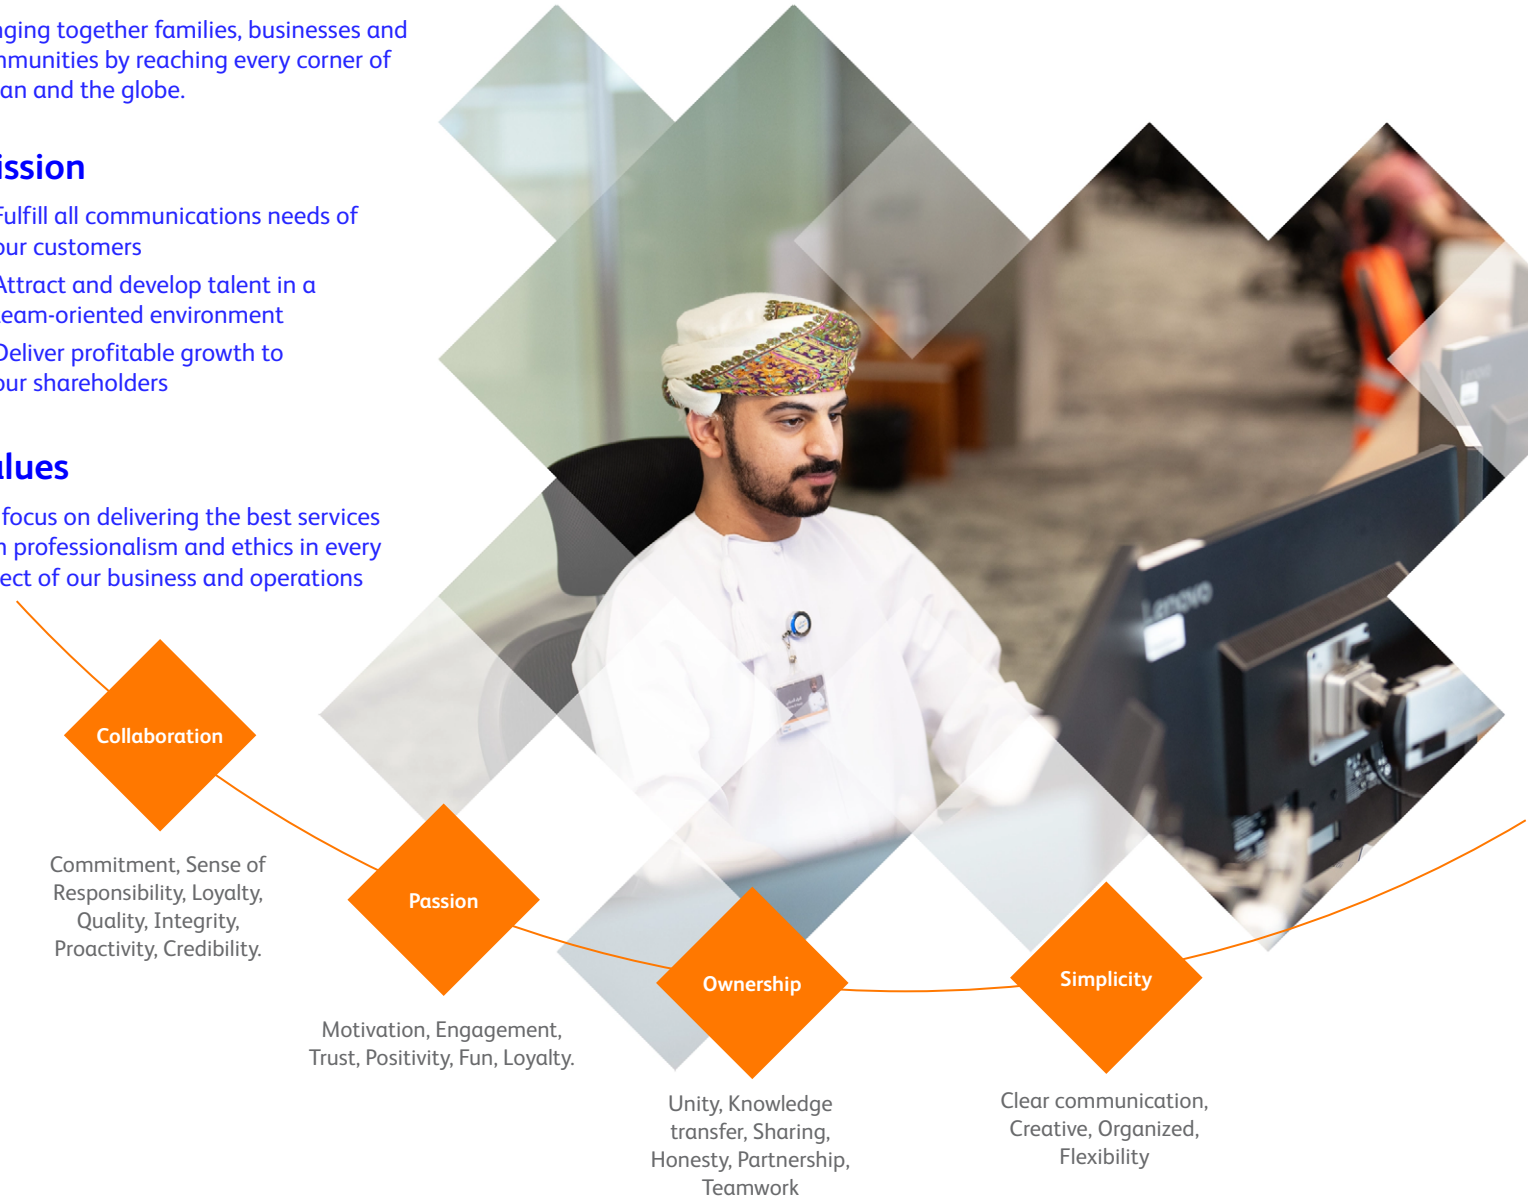 nging together families, businesses and
mmunities by reaching every corner of
an and the globe.
ission
Fulfill all communications needs of
our customers
Attract and develop talent in a
team-oriented environment
Deliver profitable growth to
our shareholders
alues
focus on delivering the best services
h professionalism and ethics in every
ect of our business and operations
Collaboration
Commitment, Sense of
Responsibility, Loyalty,
Quality, Integrity,
Proactivity, Credibility.
Passion
Motivation, Engagement,
Trust, Positivity, Fun, Loyalty.
Ownership
Unity, Knowledge
transfer, Sharing,
Honesty, Partnership,
Teamwork
Simplicity
Clear communication,
Creative, Organized,
Flexibility
Lenovo